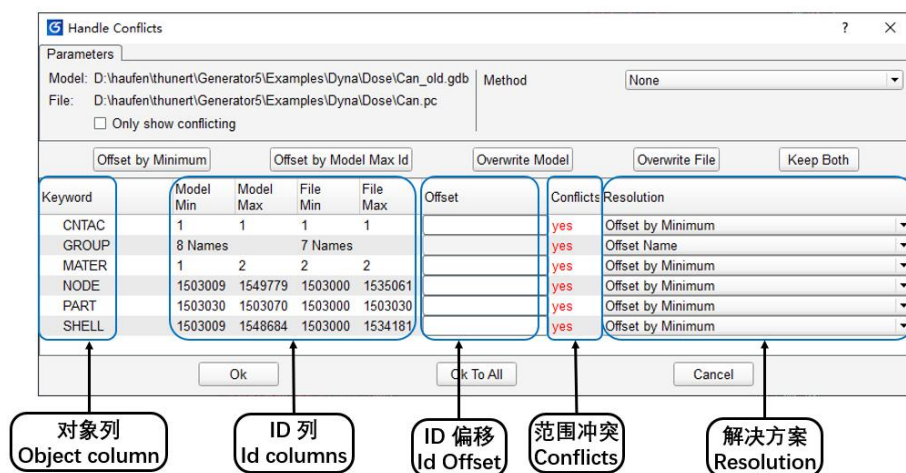 Handle Conflicts
Parameters
Model: D:\haufen\thunert\Generator5\Examples\Dyna\Dose\Can_old.gdb
File: D:\haufen\thunert\Generator5\Examples\Dyna\Dose\Can.pc
Only show conflicting
Method None
Offset by Minimum Offset by Model Max Id Overwrite Model Overwrite File Keep Both
Keyword Model Min Model Max File Min File Max Offset Conflicts Resolution
CNTAC 1 1 1 1 yes Offset by Minimum
GROUP 8 Names 7 Names yes Offset Name
MATER 1 2 2 2 yes Offset by Minimum
NODE 1503009 1549779 1503000 1535061 yes Offset by Minimum
PART 1503030 1503070 1503000 1503030 yes Offset by Minimum
SHELL 1503009 1548684 1503000 1534181 yes Offset by Minimum
Ok Ok To All Cancel
对象列
Object column
ID 列
Id columns
ID 偏移
Id Offset
范围冲突
Conflicts
解决方案
Resolution